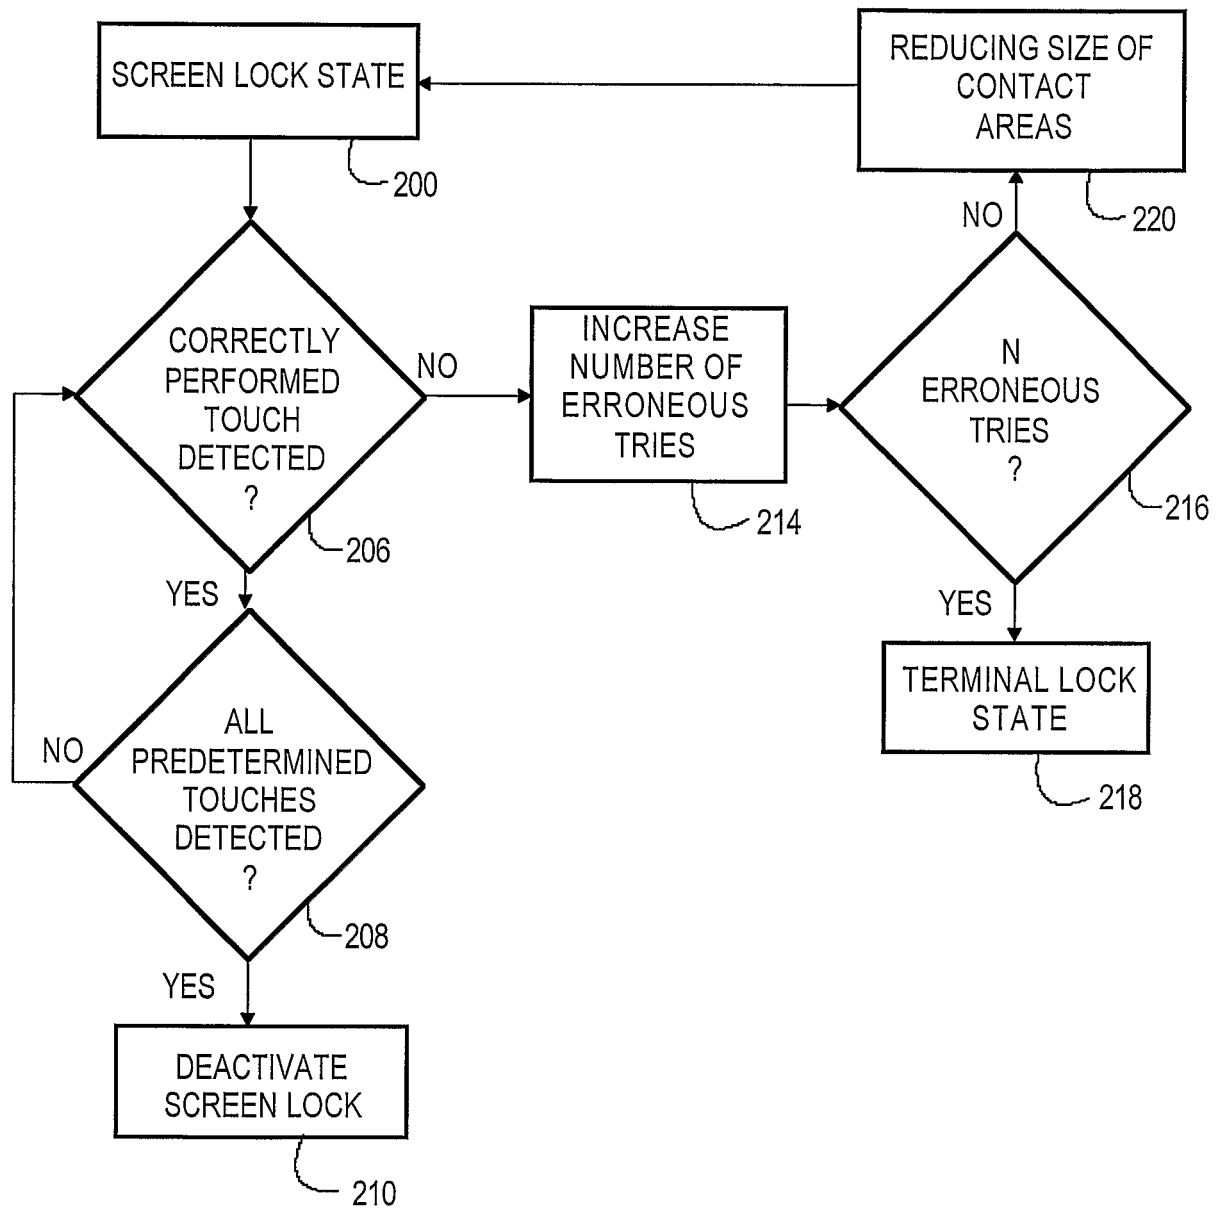 SCREEN LOCK STATE
200
REDUCING SIZE OF
CONTACT
AREAS
220
NO
CORRECTLY
PERFORMED
TOUCH
DETECTED
?
206
NO
INCREASE
NUMBER OF
ERRONEOUS
TRIES
214
N
ERRONEOUS
TRIES
?
216
YES
YES
TERMINAL LOCK
STATE
218
ALL
PREDETERMINED
TOUCHES
DETECTED
?
208
NO
YES
DEACTIVATE
SCREEN LOCK
210